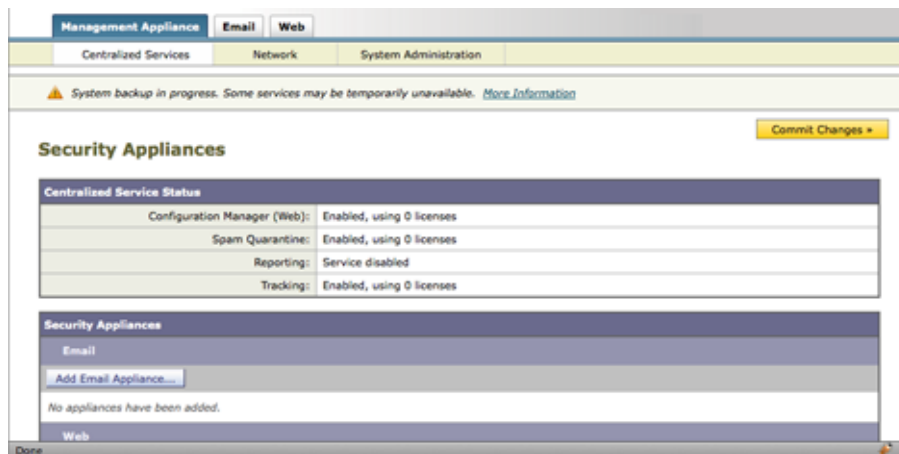 Management Appliance Email Web
Centralized Services Network System Administration
System backup in progress. Some services may be temporarily unavailable. More Information
Commit Changes »
Security Appliances
Centralized Service Status
Configuration Manager (Web): Enabled, using 0 licenses
Spam Quarantine: Enabled, using 0 licenses
Reporting: Service disabled
Tracking: Enabled, using 0 licenses
Security Appliances
Email
Add Email Appliance...
No appliances have been added.
Web
Done